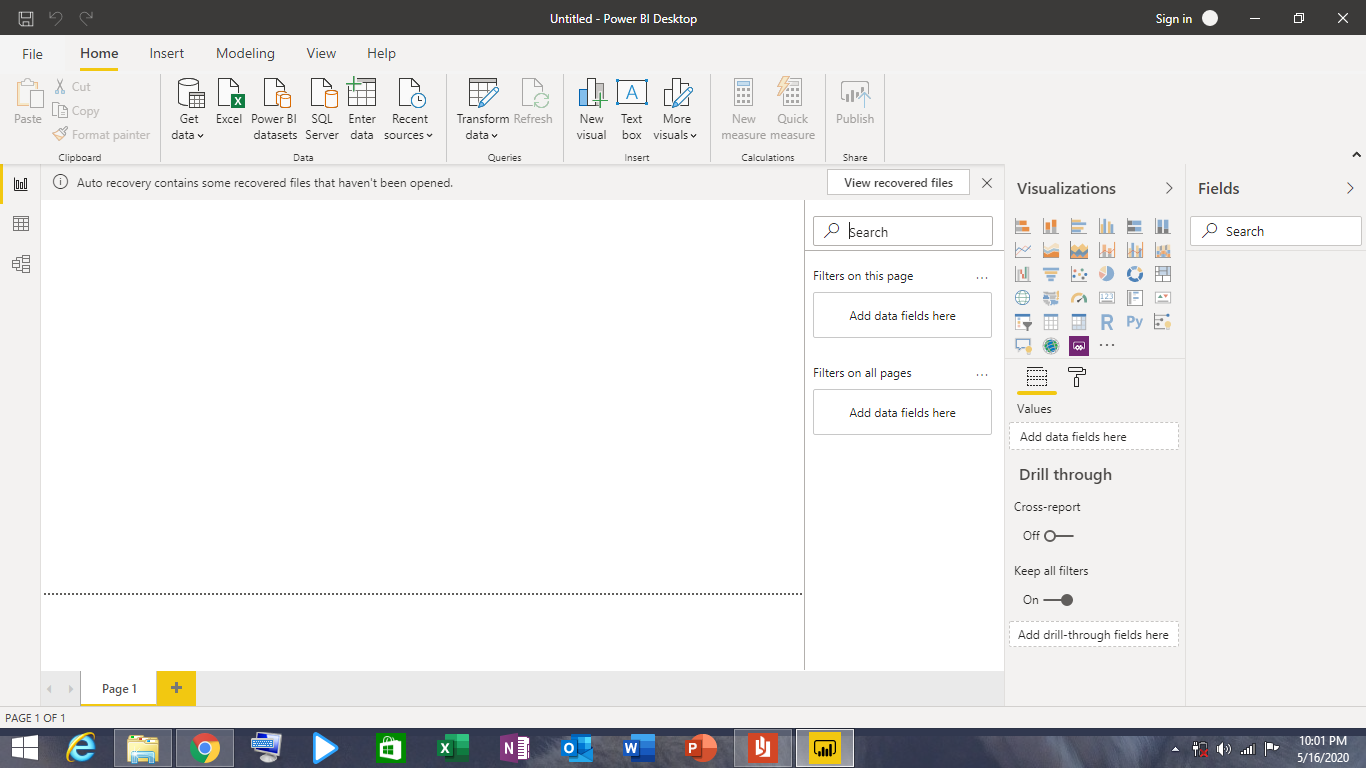 Untitled - Power BI Desktop
Sign in
File Home Insert Modeling View Help
Paste
Cut
Copy
Format painter
Clipboard
Get data
Excel
Power BI datasets
SQL Server
Enter data
Recent sources
Data
Transform data
Refresh
Queries
New visual
Text box
More visuals
Insert
New measure
Quick measure
Calculations
Publish
Share
Auto recovery contains some recovered files that haven't been opened.
View recovered files
Search
Filters on this page
...
Add data fields here
Filters on all pages
...
Add data fields here
Visualizations
123
R
Py
...
Values
Add data fields here
Drill through
Cross-report
Off
Keep all filters
On
Add drill-through fields here
Fields
Search
Page 1
PAGE 1 OF 1
10:01 PM
5/16/2020